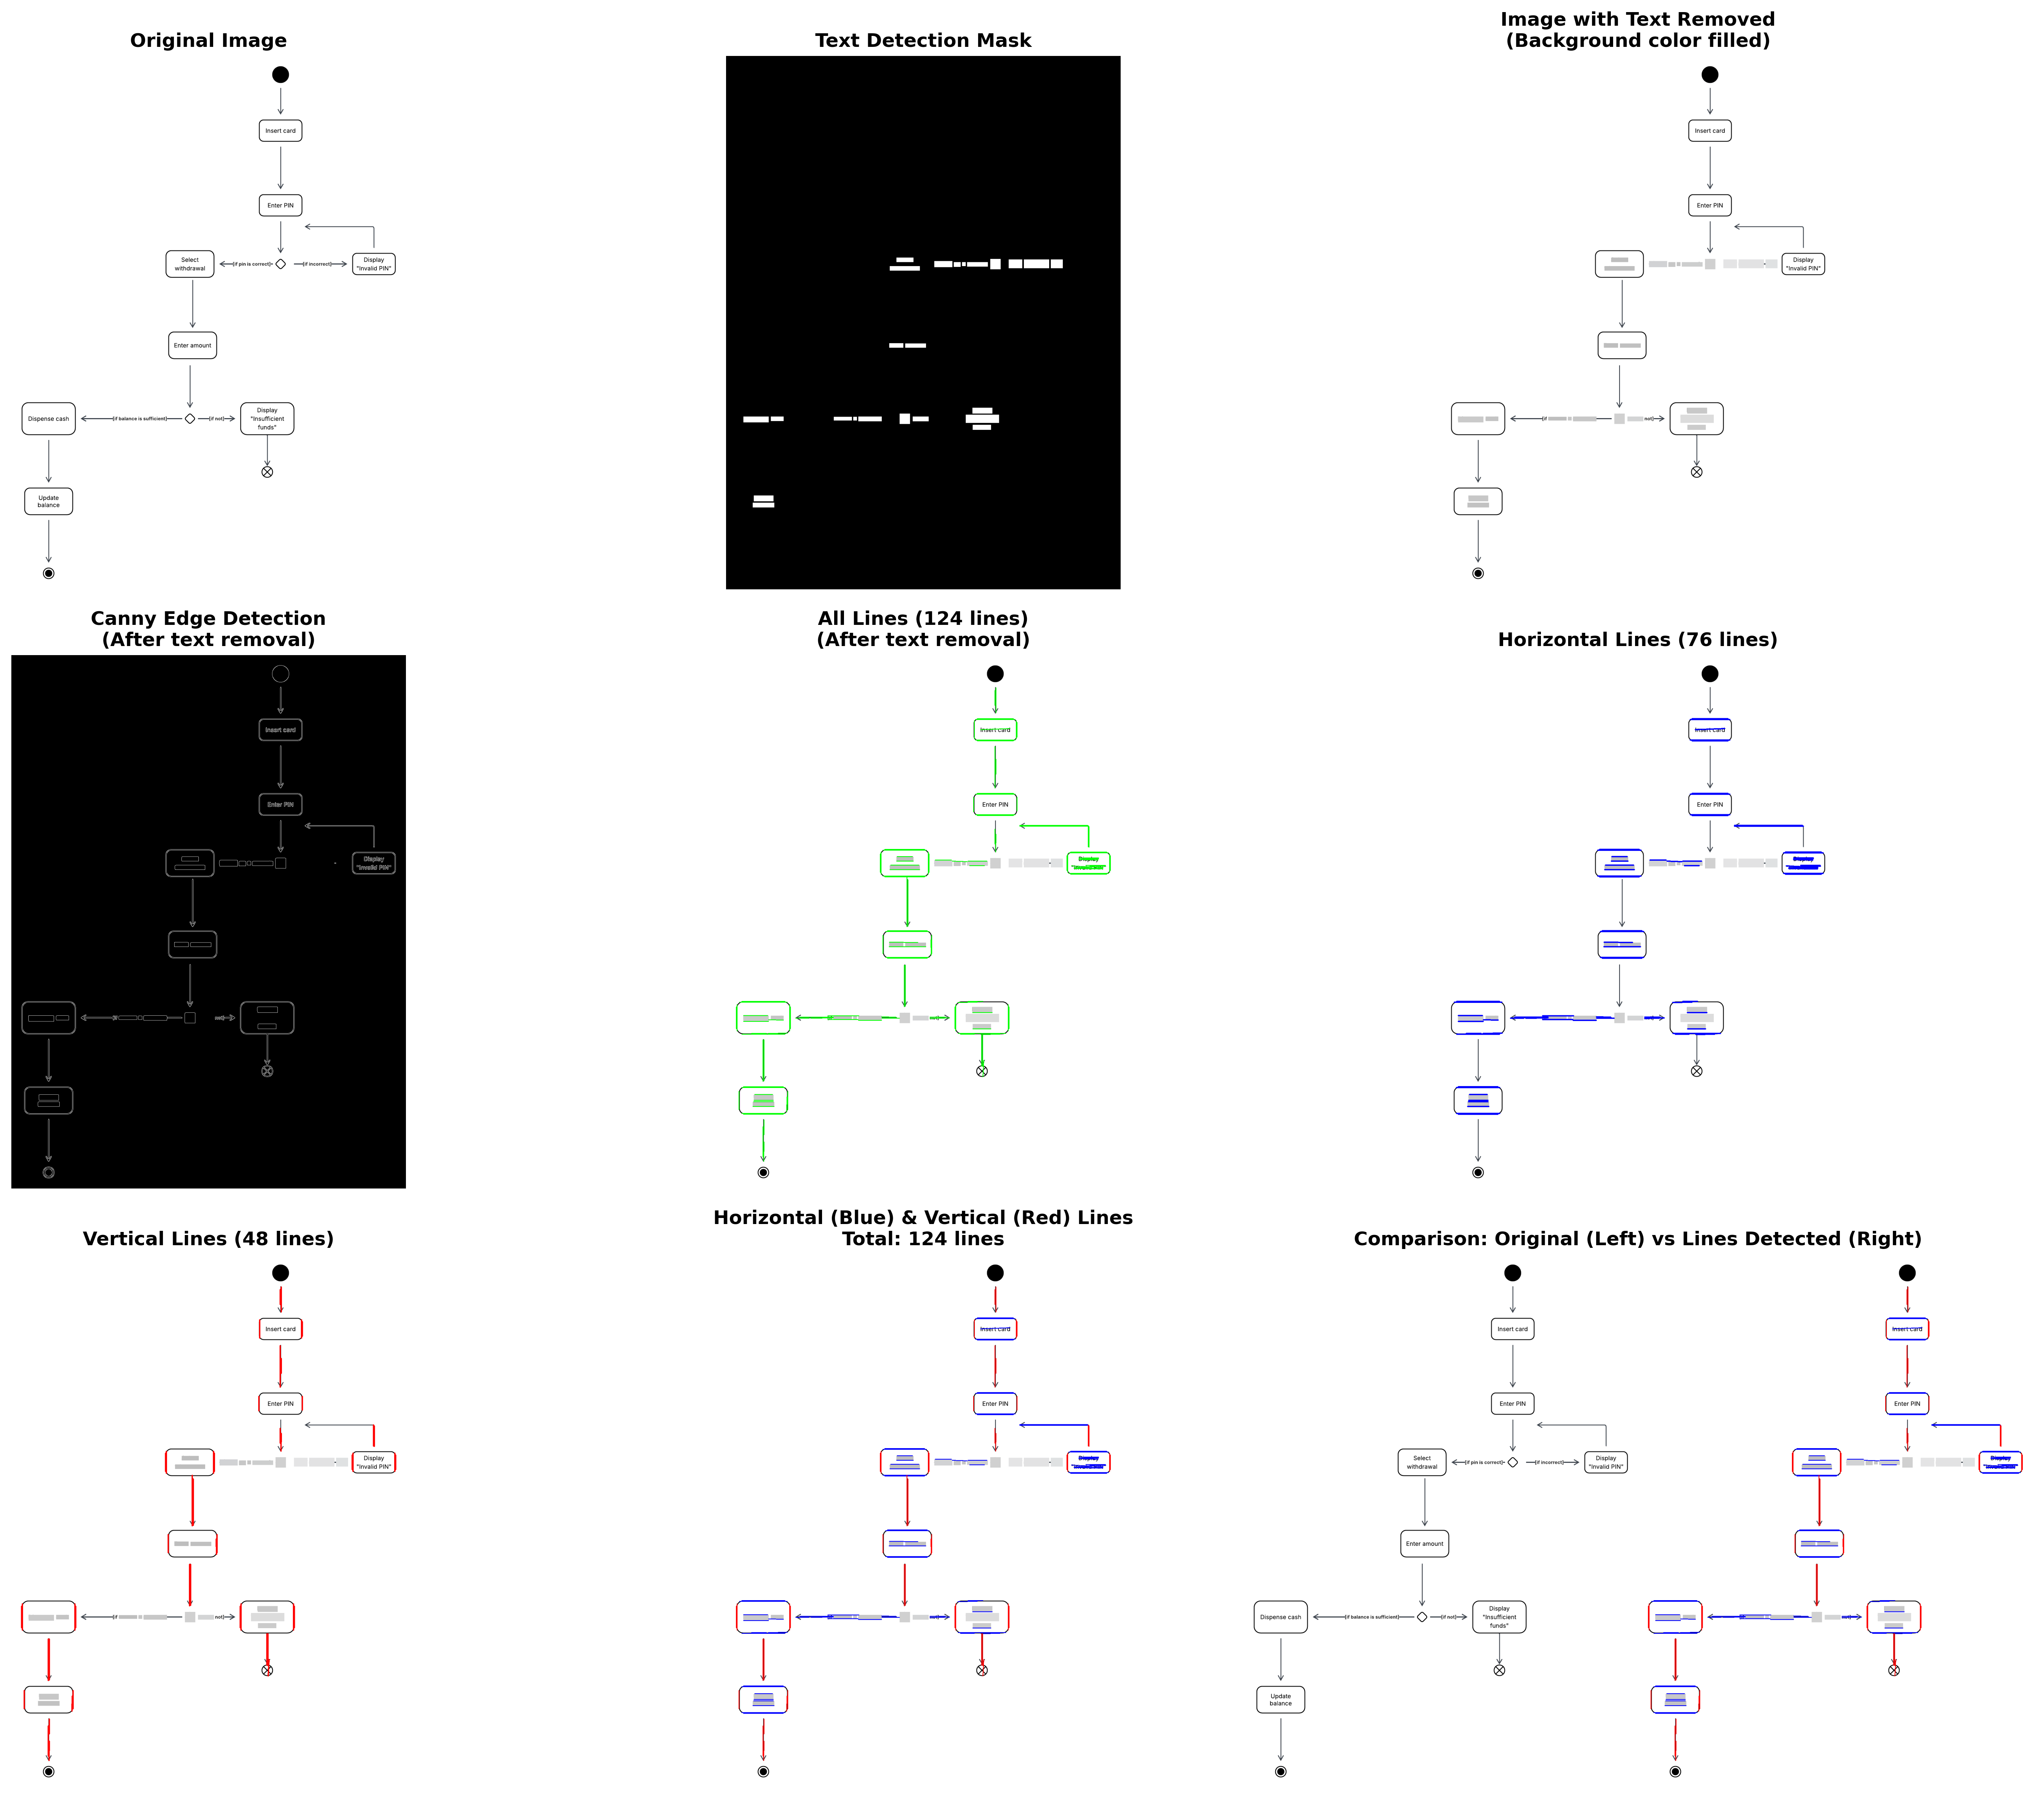 Original Image
Insert card
Enter PIN
Select
withdrawal
[if pin is correct]
[if incorrect]
Display
"Invalid PIN"
Enter amount
Dispense cash
[if balance is sufficient]
[if not]
Display
"Insufficient
funds"
Update
balance
Text Detection Mask
Image with Text Removed
(Background color filled)
Insert card
Enter PIN
Display
"Invalid PIN"
[if
not]
Canny Edge Detection
(After text removal)
Insert card
Enter PIN
Display
"Invalid PIN"
not]
All Lines (124 lines)
(After text removal)
Insert card
Enter PIN
Display
"Invalid PIN"
not]
Horizontal Lines (76 lines)
Insert card
Enter PIN
Display
Vertical Lines (48 lines)
Insert card
Enter PIN
Display
"Invalid PIN"
[if
not]
Horizontal (Blue) & Vertical (Red) Lines
Total: 124 lines
Insert card
Enter PIN
Display
Comparison: Original (Left) vs Lines Detected (Right)
Insert card
Enter PIN
Select
withdrawal
[if pin is correct]
[if incorrect]
Display
"Invalid PIN"
Enter amount
Dispense cash
[if balance is sufficient]
[if not]
Display
"Insufficient
funds"
Update
balance
Insert card
Enter PIN
Display